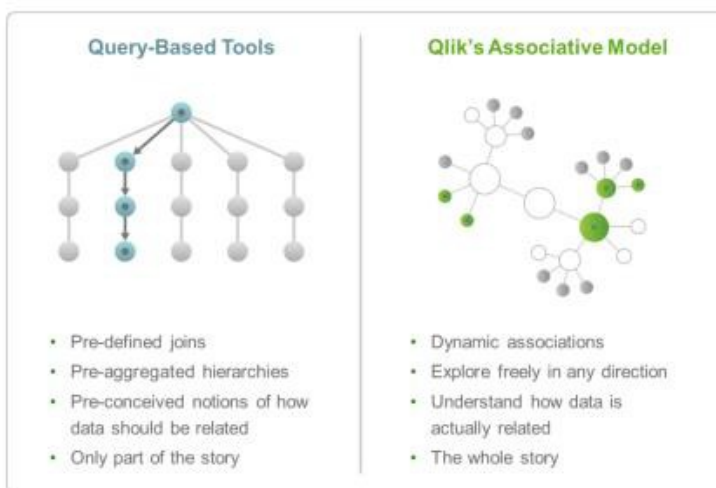 Query-Based Tools
• Pre-defined joins
• Pre-aggregated hierarchies
• Pre-conceived notions of how
data should be related
• Only part of the story
Qlik's Associative Model
• Dynamic associations
• Explore freely in any direction
• Understand how data is
actually related
• The whole story